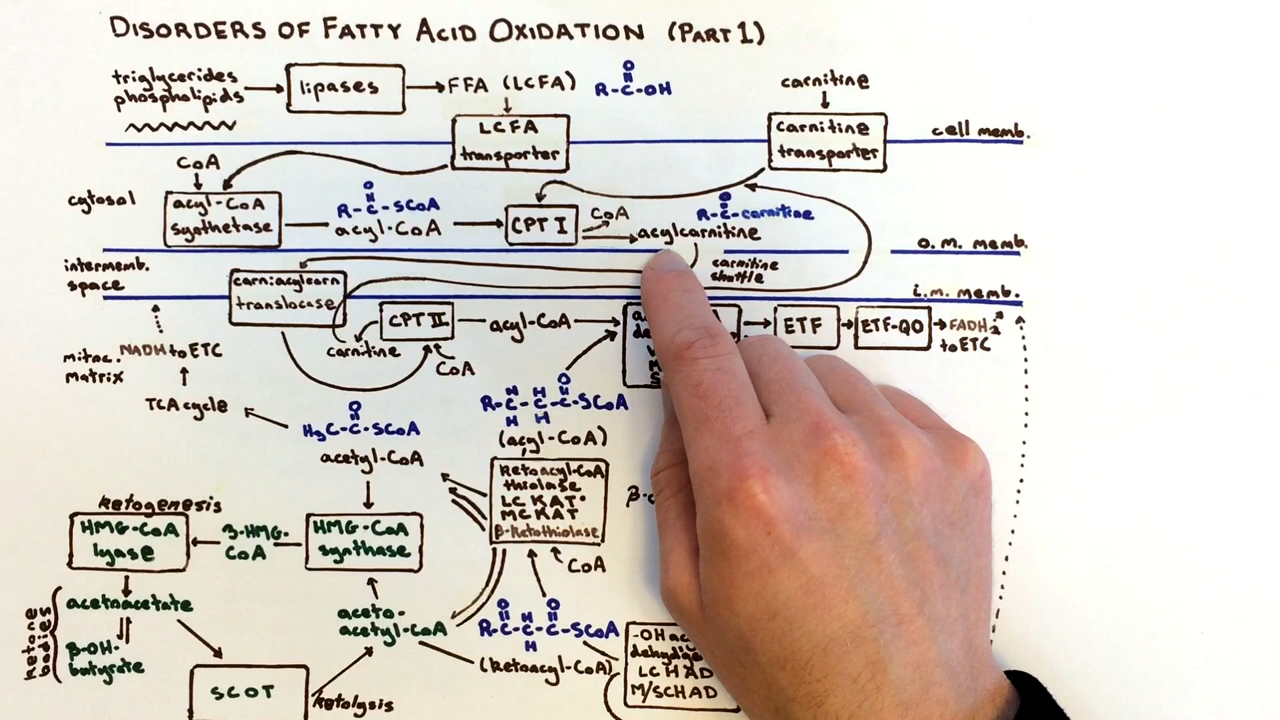 DISORDERS OF FATTY ACID OXIDATION (PART 1)
triglycerides
phospholipids
lipases
FFA (LCFA)
R-C-OH
O
carnitine
LCFA
transporter
carnitine
transporter
cell memb.
CoA
cytosol
acyl-CoA
synthetase
O
R-C-SCoA
acyl-CoA
CPT I
CoA
O
R-C-carnitine
acylcarnitine
o.m. memb.
intermemb.
space
carn:acylcarn
translocase
carnitine
shuttle
i.m. memb.
mitoc.
matrix
NADH to ETC
carnitine
CPT II
CoA
acyl-CoA
ETF
ETF-QO
FADH2
to ETC
TCA cycle
O
H3C-C-SCoA
acetyl-CoA
H H O
R-C-C-C-SCoA
H H
(acyl-CoA)
ketoacyl-CoA
thiolase
LCKAT
MCKAT
β-ketothiolase
CoA
ketogenesis
HMG-CoA
lyase
3-HMG-
CoA
HMG-CoA
synthase
ketone
bodies
acetoacetate
β-OH-
butyrate
aceto-
acetyl-CoA
O H O
R-C-C-C-SCoA
H
(ketoacyl-CoA)
-OH
LCHAD
M/SCHAD
SCOT
ketolysis